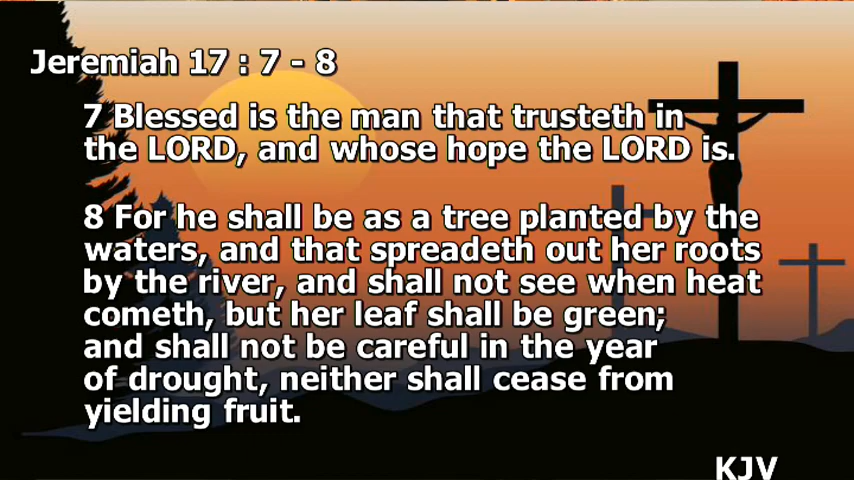 Jeremiah 17 : 7 - 8
7 Blessed is the man that trusteth in
the LORD, and whose hope the LORD is.
8 For he shall be as a tree planted by the
waters, and that spreadeth out her roots
by the river, and shall not see when heat
cometh, but her leaf shall be green;
and shall not be careful in the year
of drought, neither shall cease from
yielding fruit.
KJV